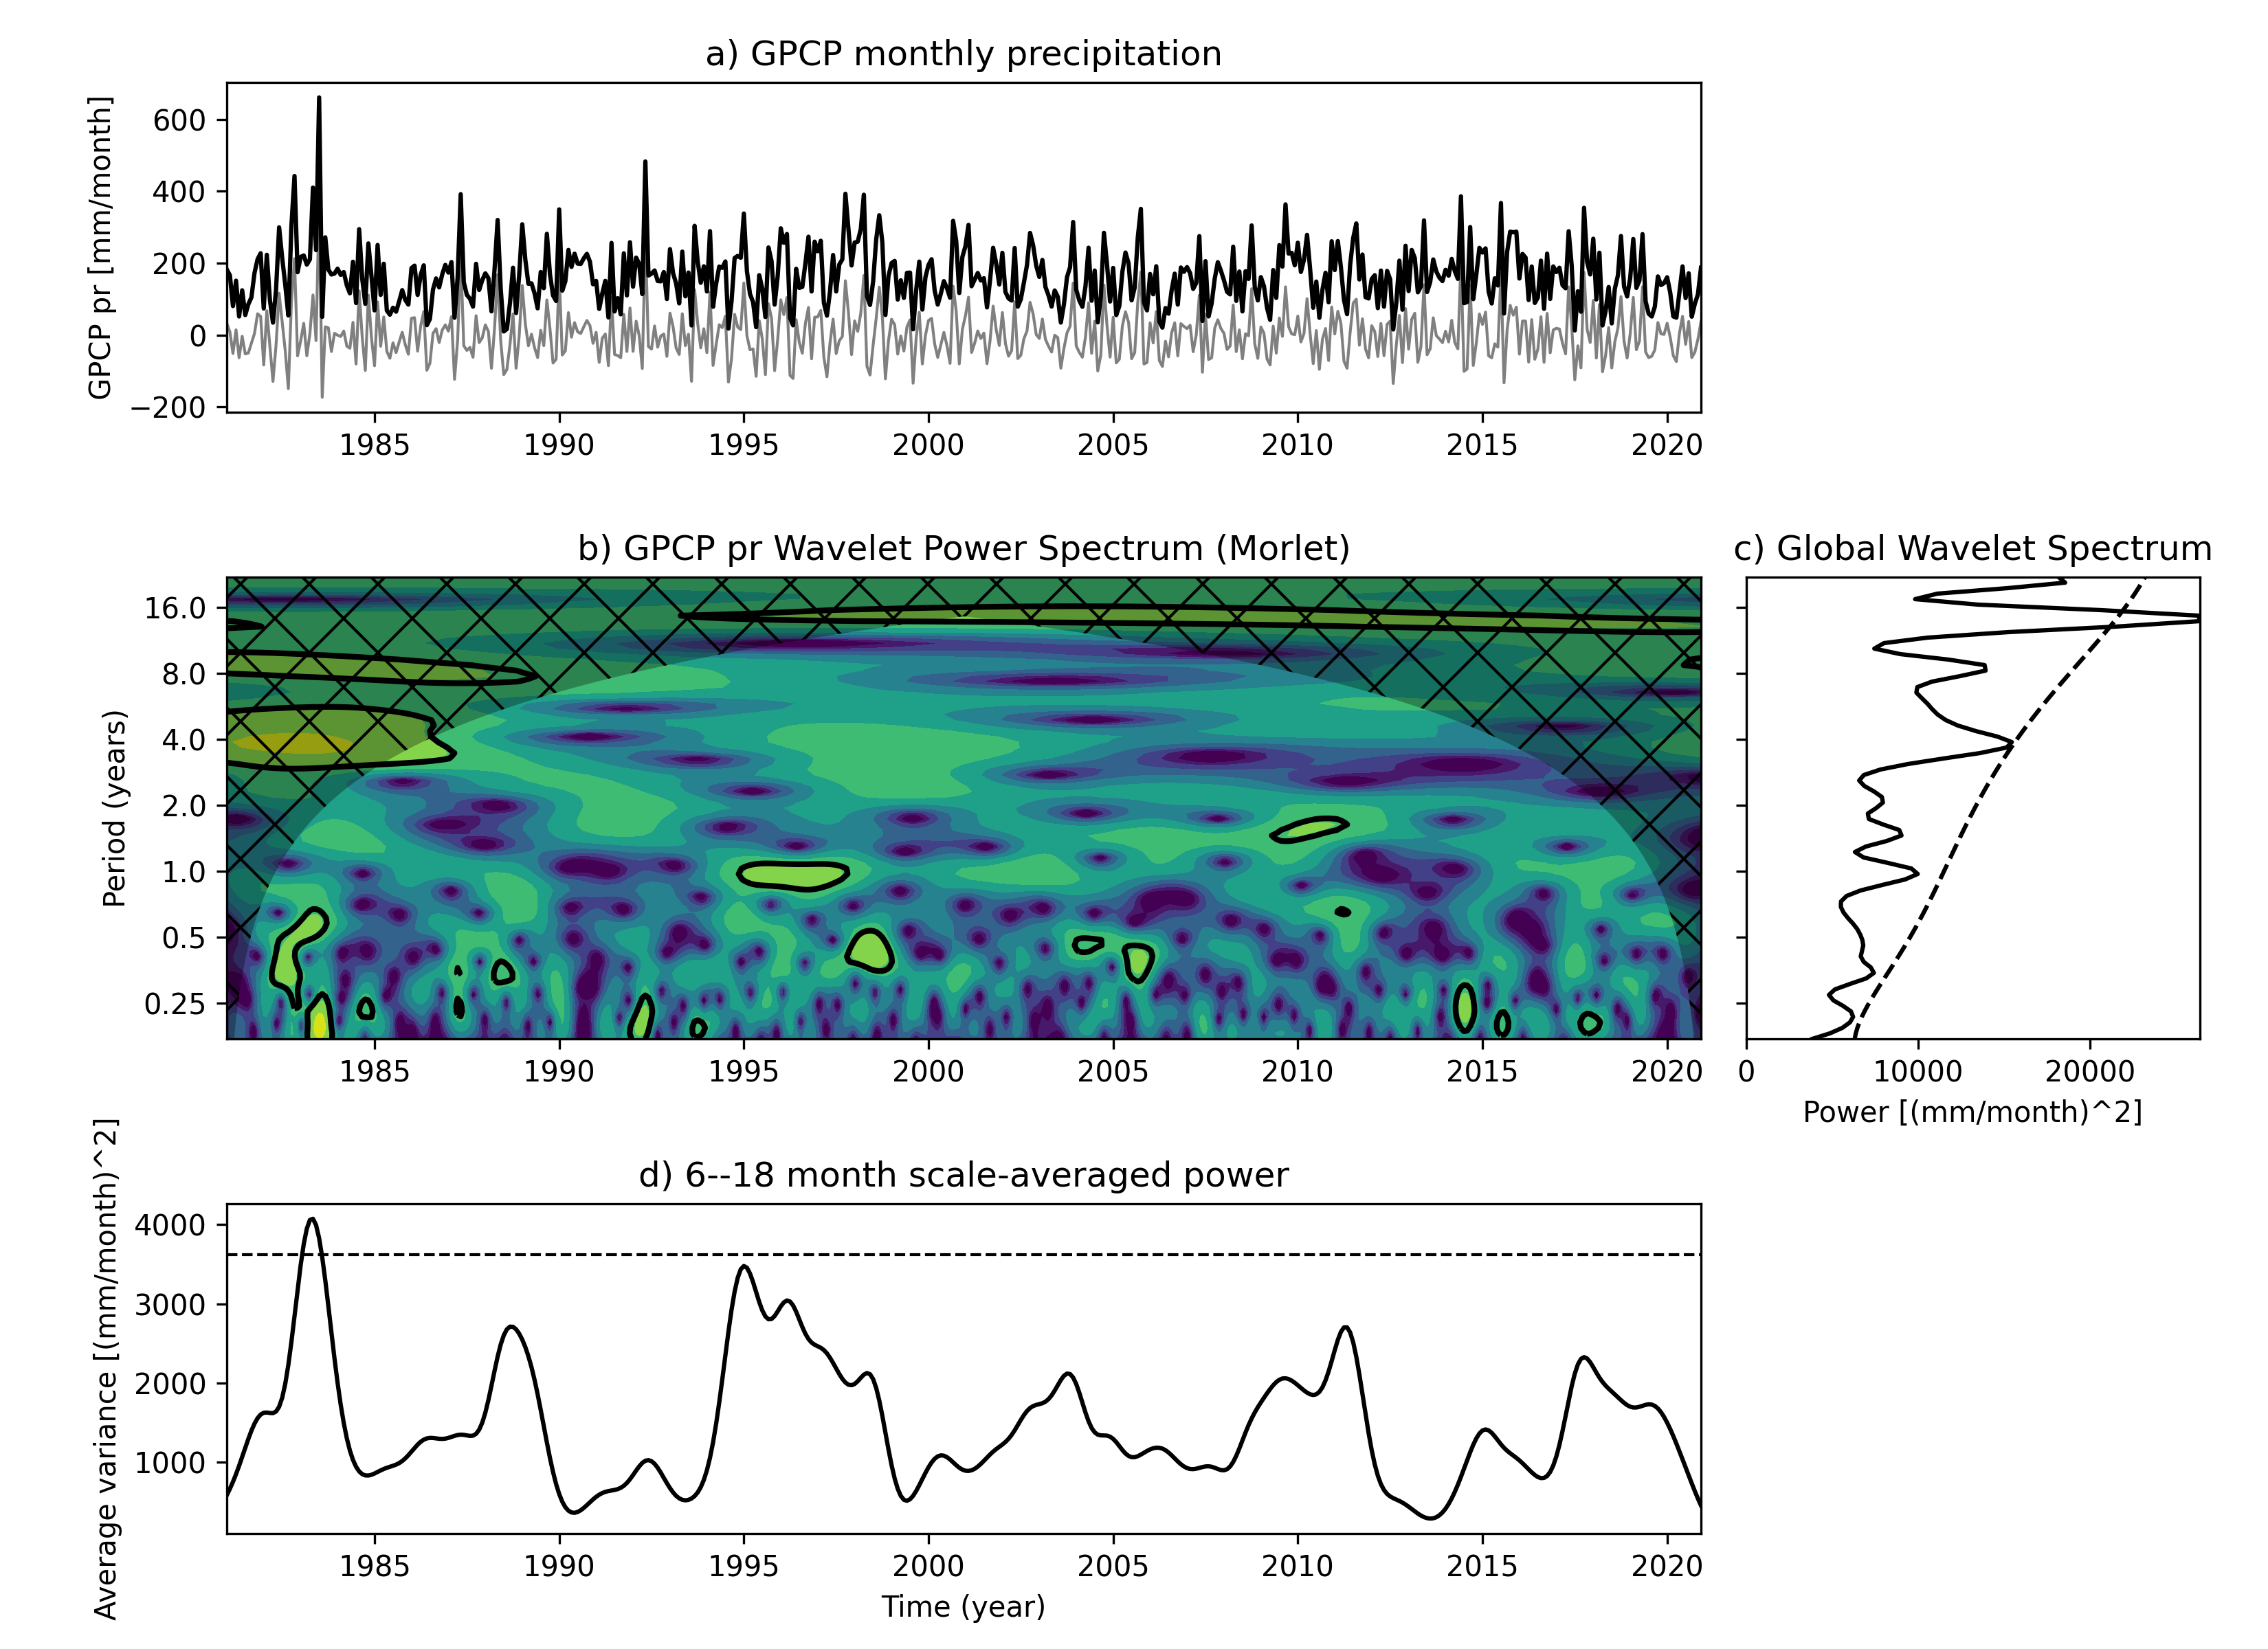 a) GPCP monthly precipitation
GPCP pr [mm/month]
600
400
200
0
−200
1985 1990 1995 2000 2005 2010 2015 2020
b) GPCP pr Wavelet Power Spectrum (Morlet)
Period (years)
16.0
8.0
4.0
2.0
1.0
0.5
0.25
1985 1990 1995 2000 2005 2010 2015 2020
c) Global Wavelet Spectrum
0 10000 20000
Power [(mm/month)^2]
d) 6--18 month scale-averaged power
Average variance [(mm/month)^2]
4000
3000
2000
1000
1985 1990 1995 2000 2005 2010 2015 2020
Time (year)